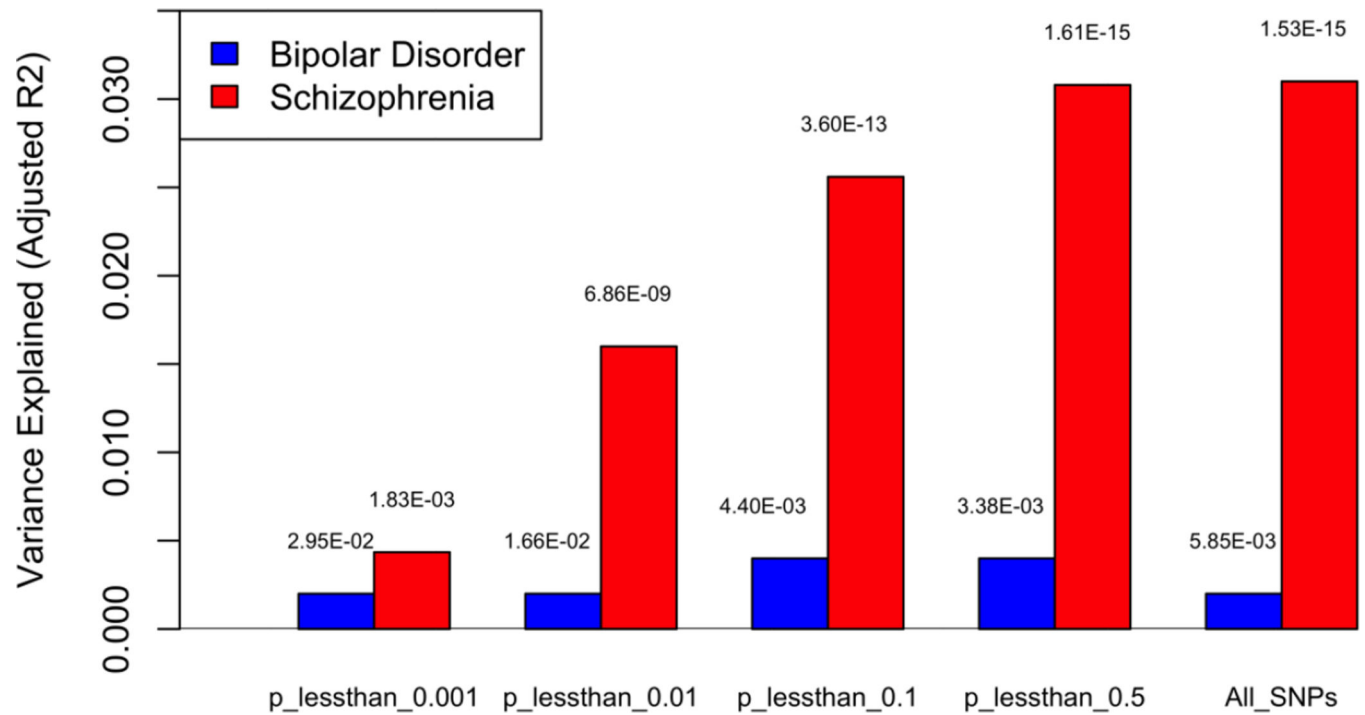 Bipolar Disorder
Schizophrenia
Variance Explained (Adjusted R2)
0.030
0.020
0.010
0.000
2.95E-02
1.83E-03
1.66E-02
6.86E-09
4.40E-03
3.60E-13
3.38E-03
1.61E-15
5.85E-03
1.53E-15
p_lessthan_0.001
p_lessthan_0.01
p_lessthan_0.1
p_lessthan_0.5
All_SNPs